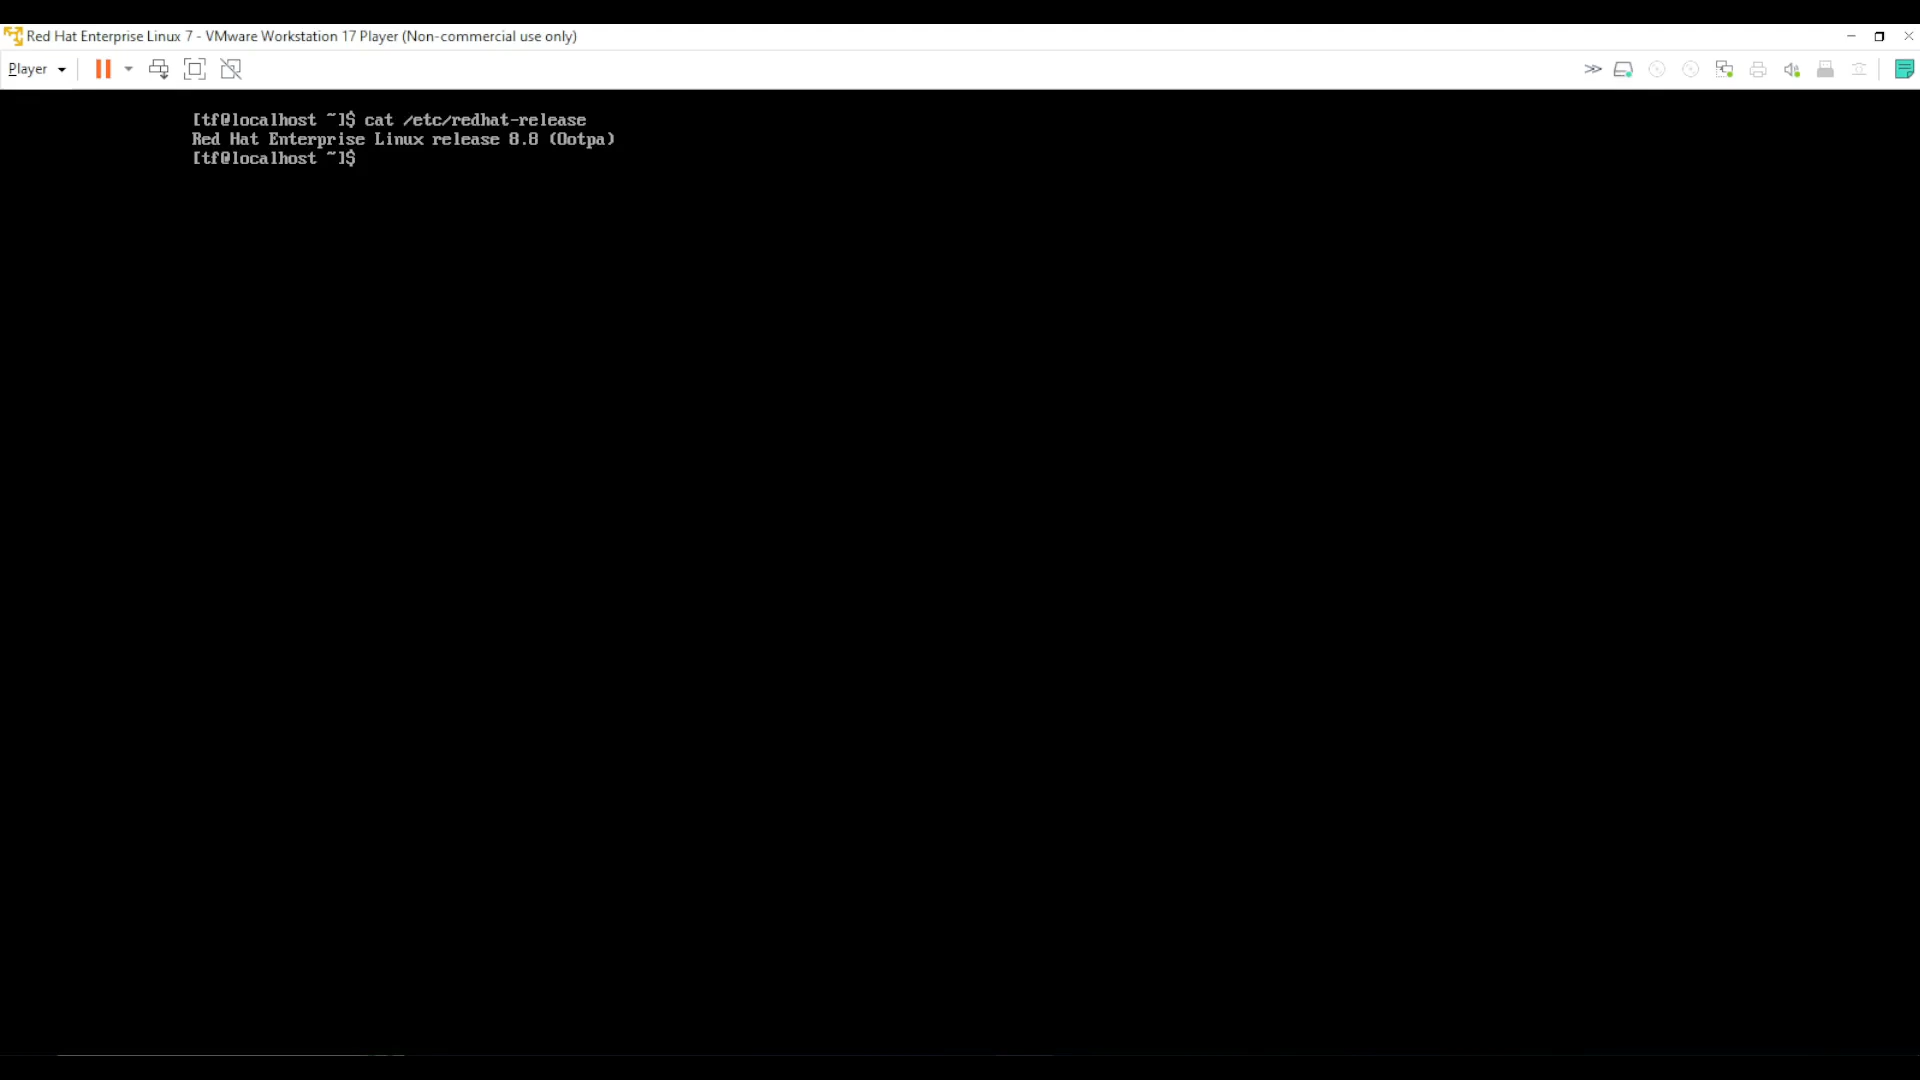 Red Hat Enterprise Linux 7 - VMware Workstation 17 Player (Non-commercial use only)
Player
[tf@localhost ~]$ cat /etc/redhat-release
Red Hat Enterprise Linux release 8.8 (Ootpa)
[tf@localhost ~]$